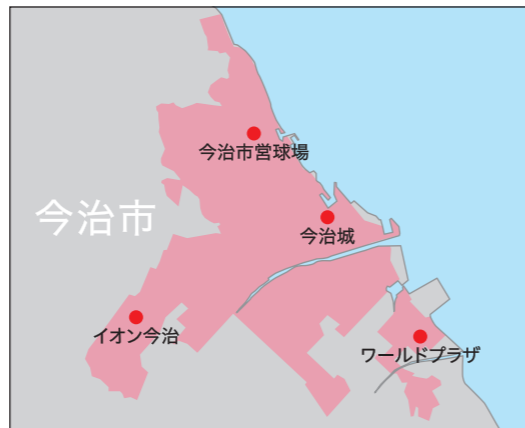 今治市営球場
今治市
今治城
イオン今治
ワールドプラザ